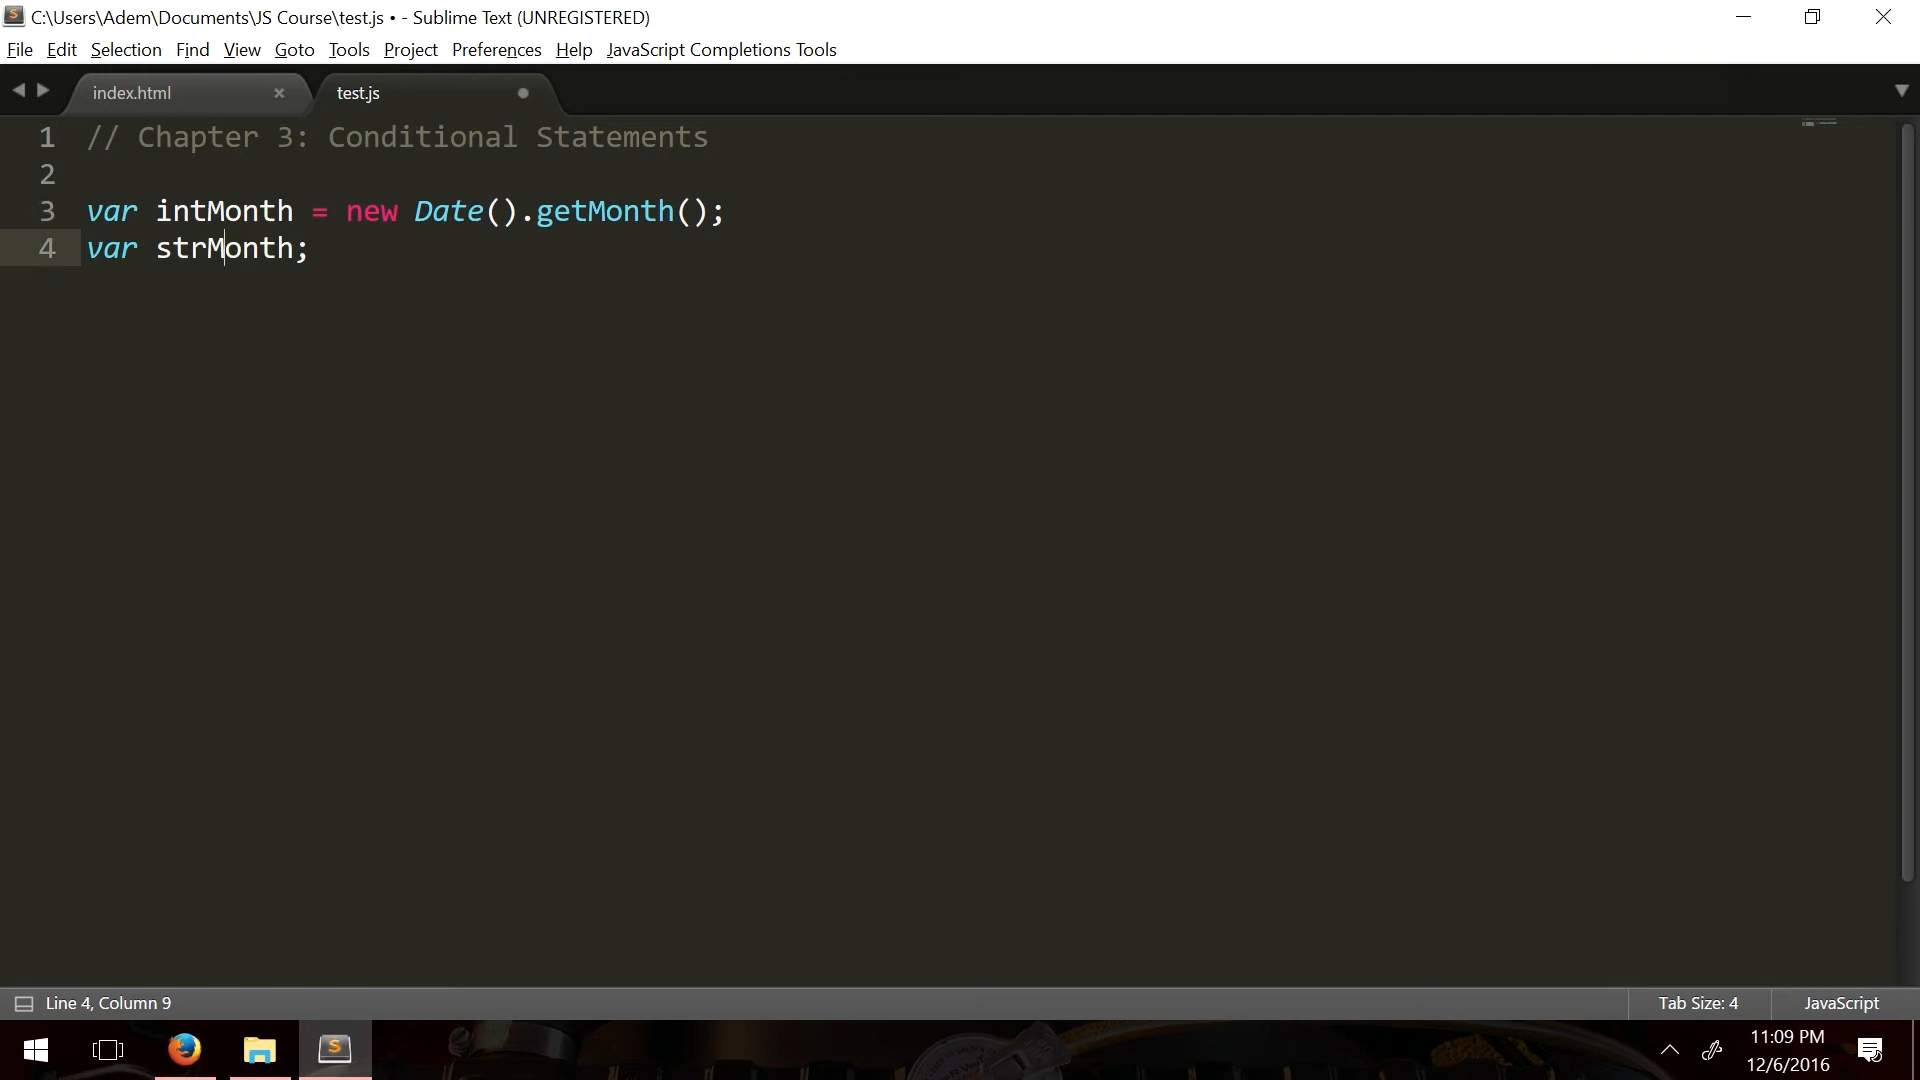 C:\Users\Adem\Documents\JS Course\test.js • - Sublime Text (UNREGISTERED)
File Edit Selection Find View Goto Tools Project Preferences Help JavaScript Completions Tools
index.html × test.js
1 // Chapter 3: Conditional Statements
2
3 var intMonth = new Date().getMonth();
4 var strMonth;
Line 4, Column 9 Tab Size: 4 JavaScript
11:09 PM
12/6/2016